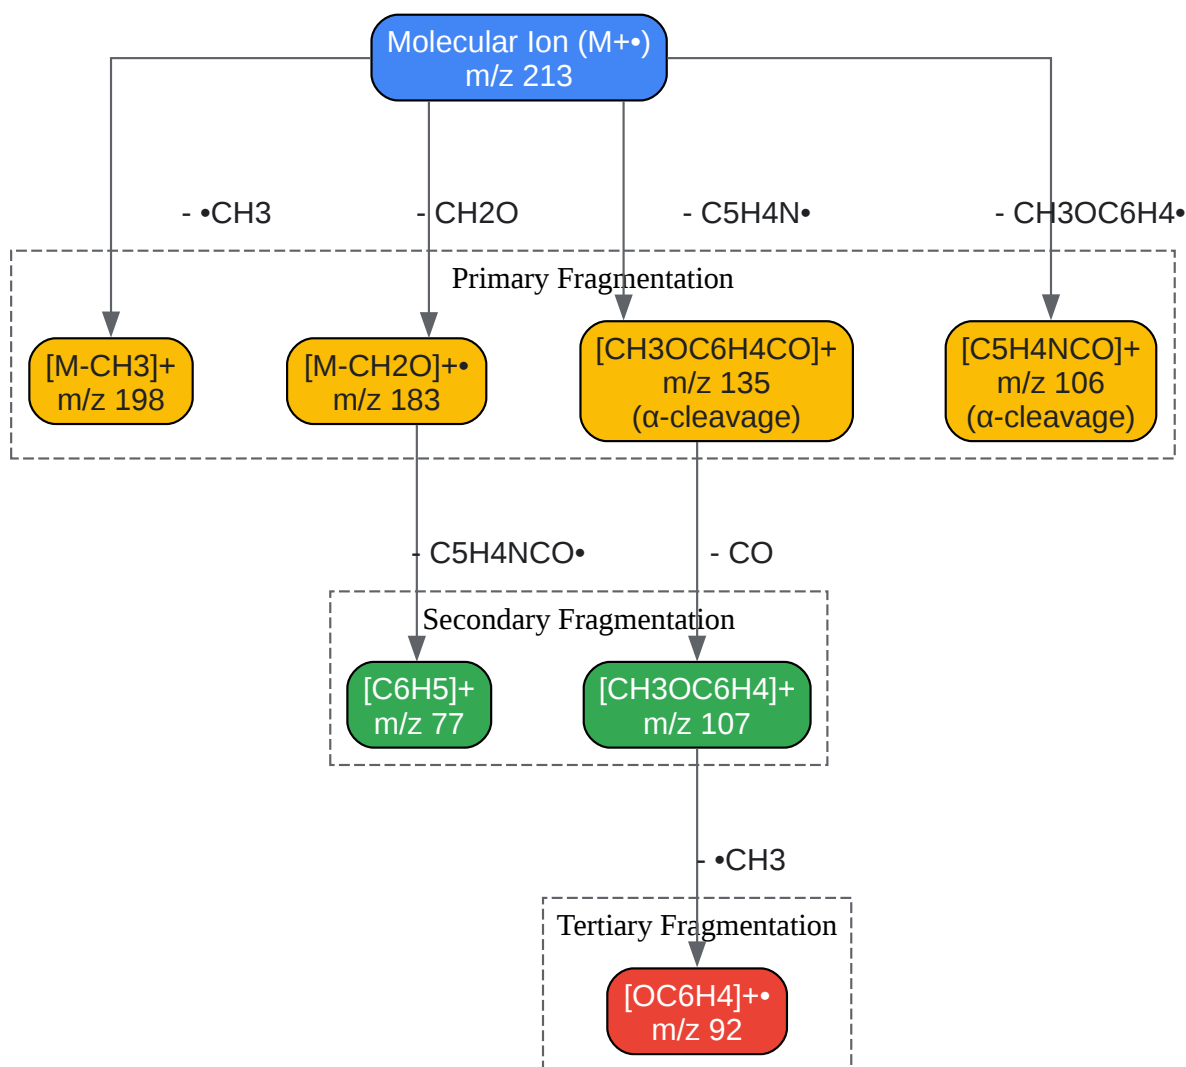 Molecular Ion (M+•)
m/z 213
- •CH3
- CH2O
- C5H4N•
- CH3OC6H4•
Primary Fragmentation
[M-CH3]+
m/z 198
[M-CH2O]+•
m/z 183
[CH3OC6H4CO]+
m/z 135
(α-cleavage)
[C5H4NCO]+
m/z 106
(α-cleavage)
- C5H4NCO•
- CO
Secondary Fragmentation
[C6H5]+
m/z 77
[CH3OC6H4]+
m/z 107
- •CH3
Tertiary Fragmentation
[OC6H4]+•
m/z 92